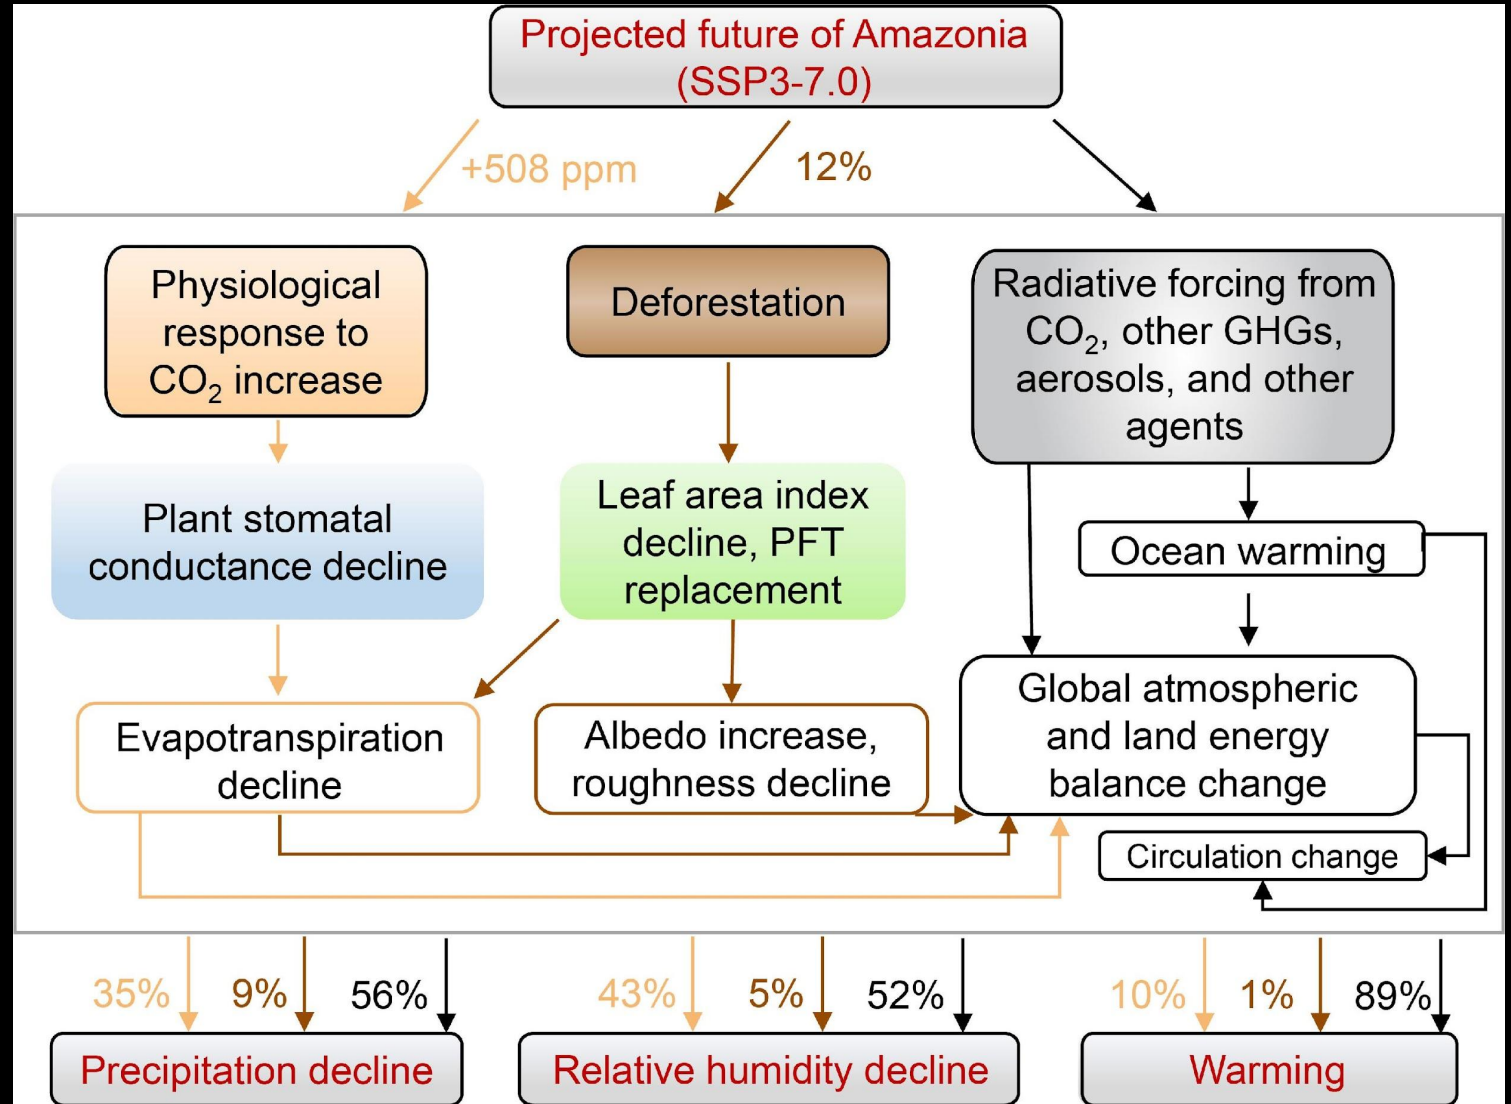 Projected future of Amazonia
(SSP3-7.0)
+508 ppm
12%
Physiological
response to
CO₂ increase
Deforestation
Radiative forcing from
CO₂, other GHGs,
aerosols, and other
agents
Plant stomatal
conductance decline
Leaf area index
decline, PFT
replacement
Ocean warming
Evapotranspiration
decline
Albedo increase,
roughness decline
Global atmospheric
and land energy
balance change
Circulation change
35%
9%
56%
43%
5%
52%
10%
1%
89%
Precipitation decline
Relative humidity decline
Warming